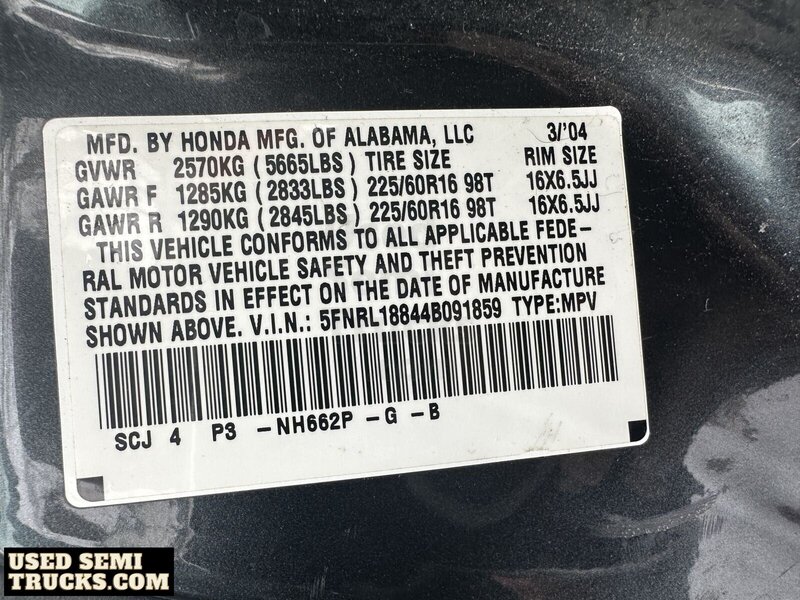 MFD. BY HONDA MFG. OF ALABAMA, LLC 3/'04
GVWR 2570KG (5665LBS) TIRE SIZE RIM SIZE
GAWR F 1285KG (2833LBS) 225/60R16 98T 16X6.5JJ
GAWR R 1290KG (2845LBS) 225/60R16 98T 16X6.5JJ
THIS VEHICLE CONFORMS TO ALL APPLICABLE FEDE-
RAL MOTOR VEHICLE SAFETY AND THEFT PREVENTION
STANDARDS IN EFFECT ON THE DATE OF MANUFACTURE
SHOWN ABOVE. V.I.N.: 5FNRL18844B091859 TYPE:MPV
SCJ 4 P3 -NH662P -G -B
USED SEMI
TRUCKS.COM